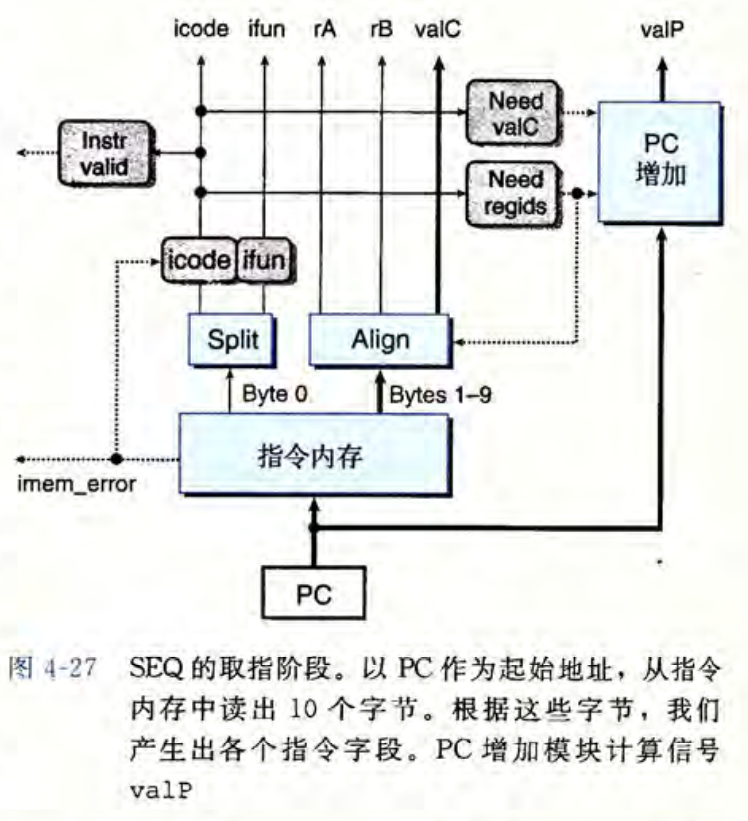 icode ifun rA rB valC valP
Need
valC
Instr
valid
PC
增加
Need
regids
icode ifun
Split
Align
Byte 0
Bytes 1–9
指令内存
imem_error
PC
图 4-27 SEQ 的取指阶段。以 PC 作为起始地址，从指令
内存中读出 10 个字节。根据这些字节，我们
产生出各个指令字段。PC 增加模块计算信号
valP